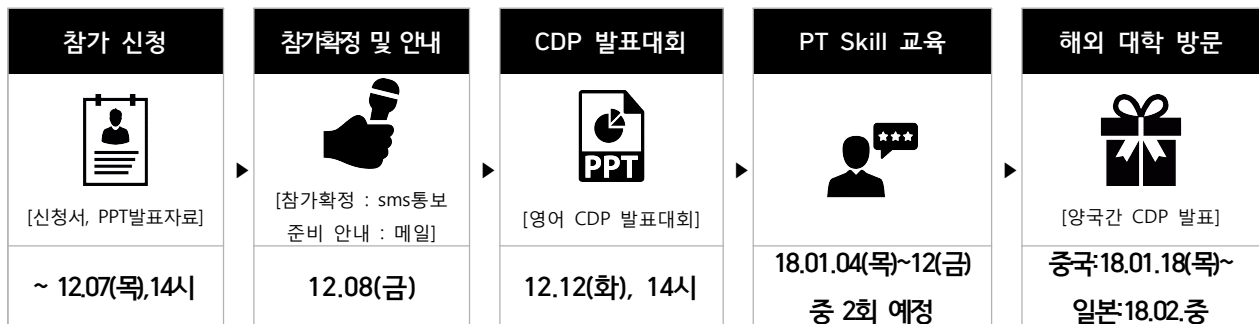 참가 신청
[신청서, PPT발표자료]
~ 12.07(목),14시
참가확정 및 안내
[참가확정 : sms통보
준비 안내 : 메일]
12.08(금)
CDP 발표대회
PPT
[영어 CDP 발표대회]
12.12(화), 14시
PT Skill 교육
18.01.04(목)~12(금)
중 2회 예정
해외 대학 방문
[양국간 CDP 발표]
중국:18.01.18(목)~
일본:18.02.중